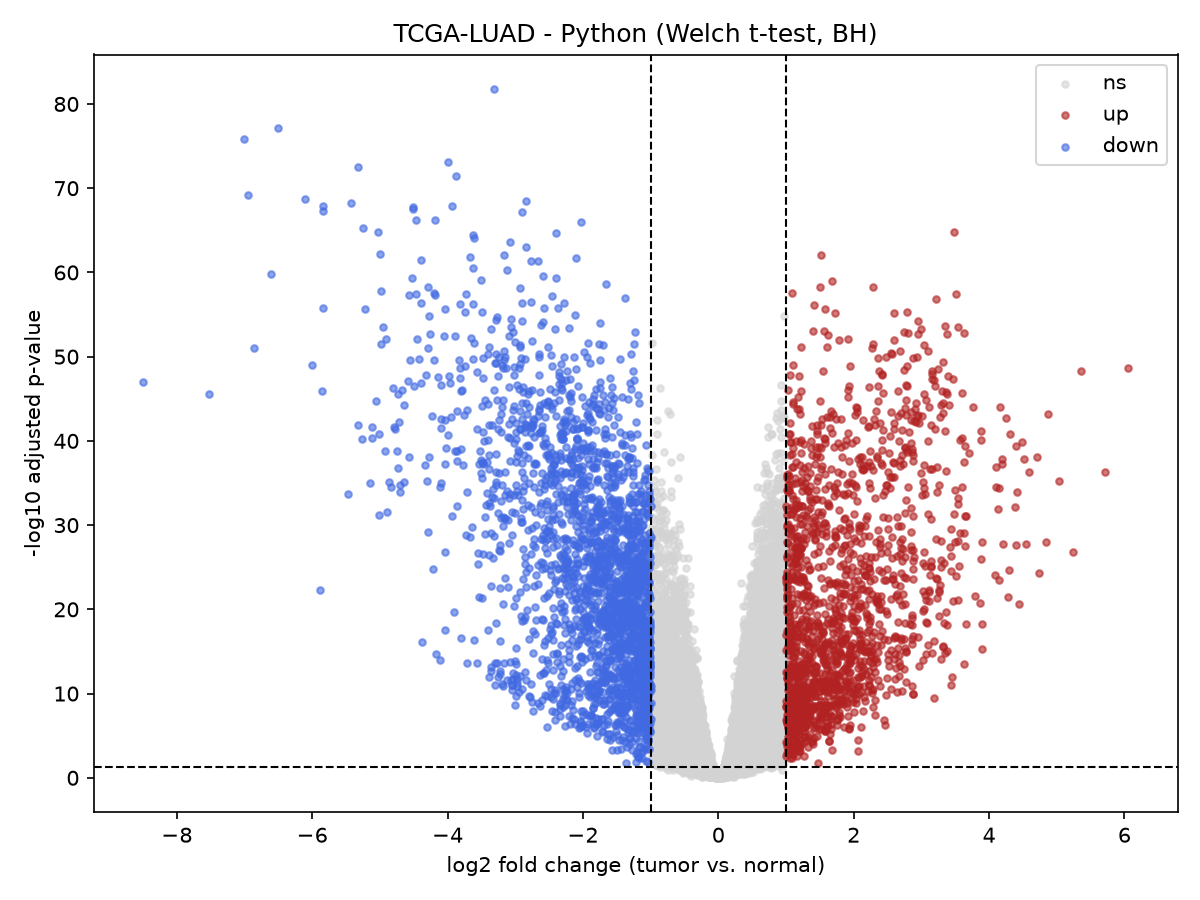 TCGA-LUAD - Python (Welch t-test, BH)
ns
up
down
80
70
60
50
40
30
20
10
0
-log10 adjusted p-value
−8 −6 −4 −2 0 2 4 6
log2 fold change (tumor vs. normal)